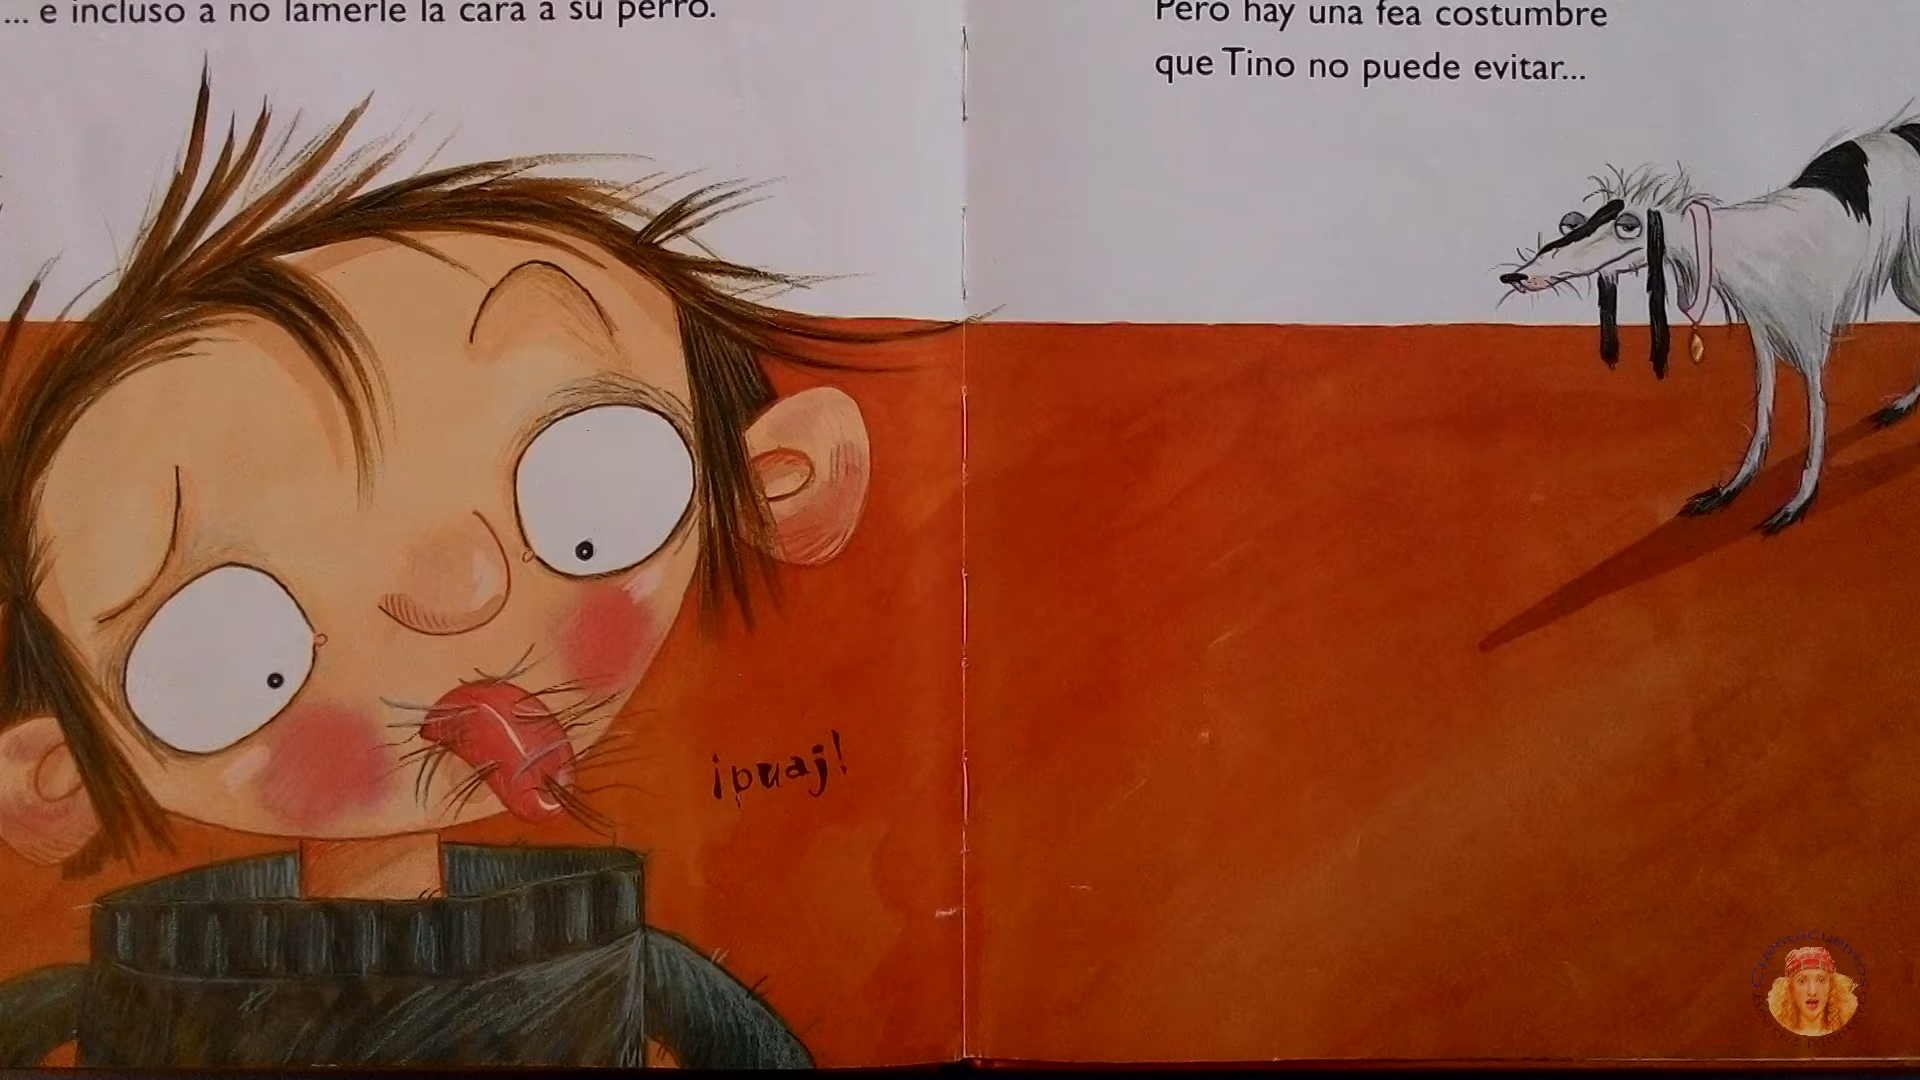 ... e incluso a no lamerle la cara a su perro.
Pero hay una fea costumbre
que Tino no puede evitar...
¡puaj!